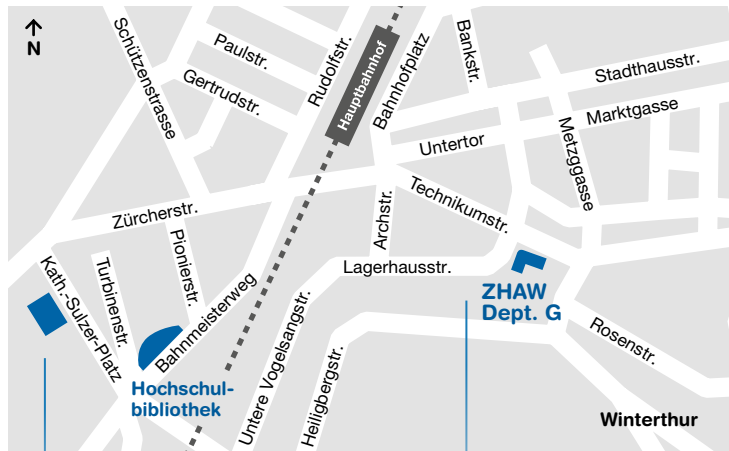 N
Schützenstrasse
Paulstr.
Gertrudstr.
Rudolfstr.
Hauptbahnhof
Bahnhofplatz
Bankstr.
Stadthausstr.
Marktgasse
Metzggasse
Untertor
Technikumstr.
Archstr.
Zürcherstr.
Pionierstr.
Lagerhausstr.
Kath.-Sulzer-Platz
Turbinenstr.
Bahnmeisterweg
ZHAW
Dept. G
Untere Vogelsangstr.
Heiligbergstr.
Rosenstr.
Hochschul-
bibliothek
Winterthur